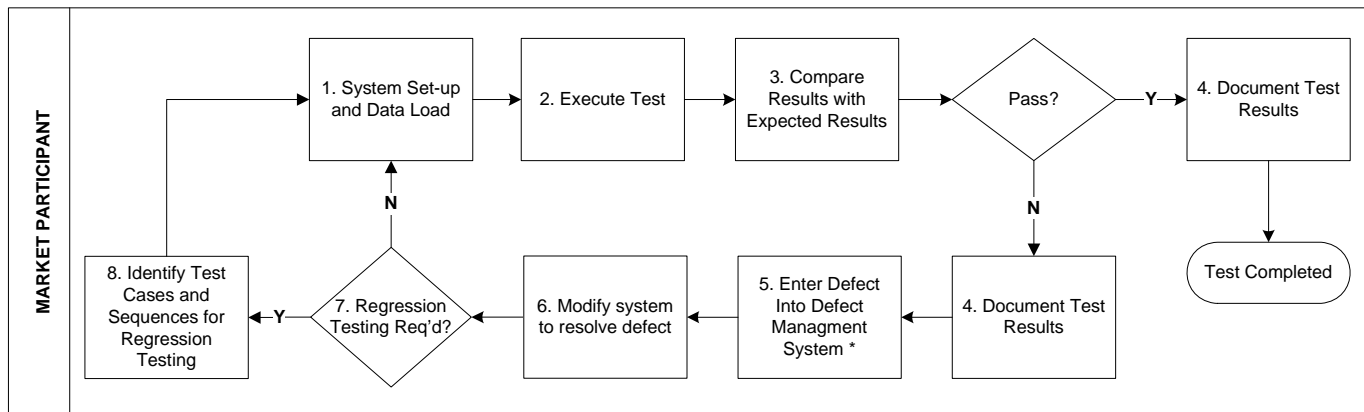 MARKET PARTICIPANT
1. System Set-up
and Data Load
2. Execute Test
3. Compare
Results with
Expected Results
Pass?
Y
4. Document Test
Results
N
N
8. Identify Test
Cases and
Sequences for
Regression
Testing
Y
7. Regression
Testing Req'd?
6. Modify system
to resolve defect
5. Enter Defect
Into Defect
Managment
System *
4. Document Test
Results
Test Completed